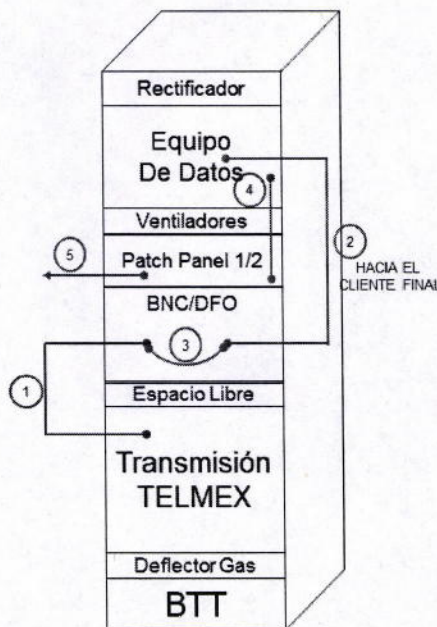 Rectificador
Equipo
De Datos
4
Ventiladores
5
Patch Panel 1/2
2
HACIA EL
CLIENTE FINAL
BNC/DFO
3
1
Espacio Libre
Transmisión
TELMEX
Deflector Gas
BTT